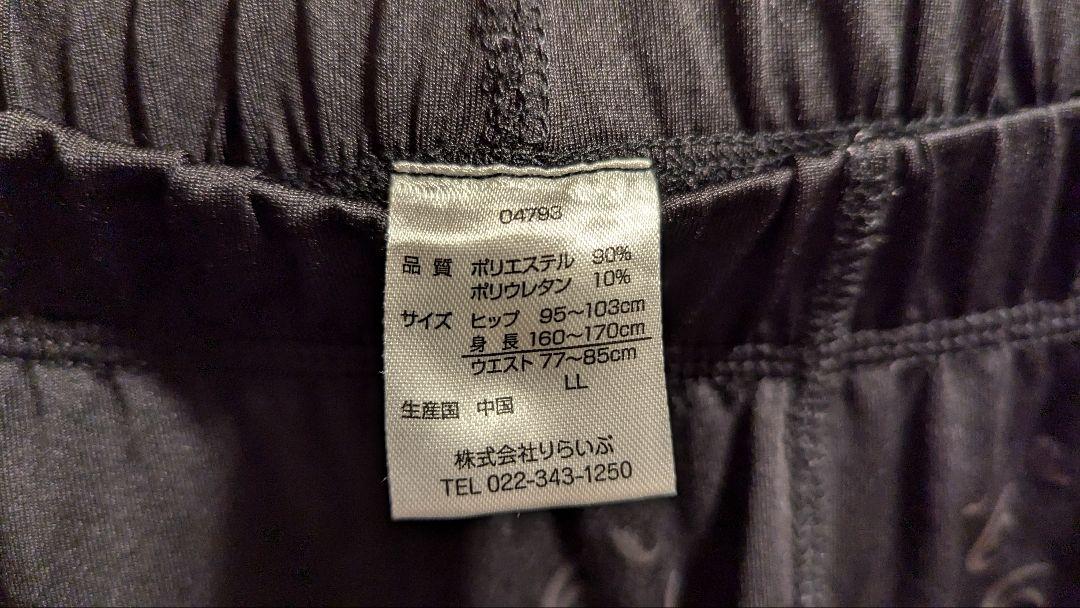 04793
品質 ポリエステル 90%
ポリウレタン 10%
サイズ ヒップ 95～103cm
身長 160～170cm
ウエスト 77～85cm
LL
生産国 中国
株式会社りらいぶ
TEL 022-343-1250